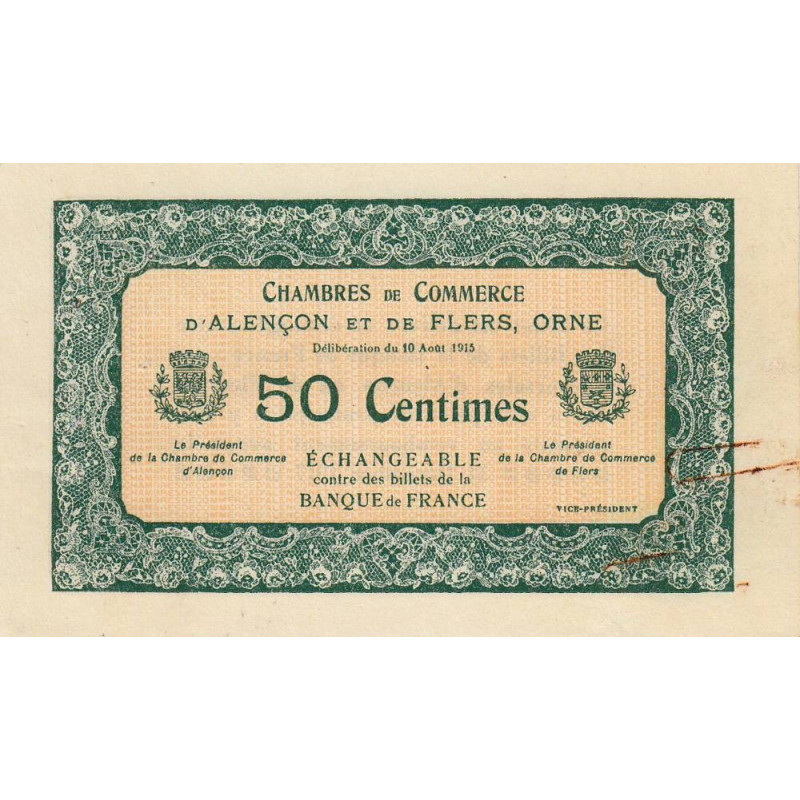 CHAMBRES DE COMMERCE
D'ALENÇON ET DE FLERS, ORNE
Délibération du 10 Août 1915
50 Centimes
Le Président
de la Chambre de Commerce
d'Alençon
ÉCHANGEABLE
contre des billets de la
BANQUE de FRANCE
Le Président
de la Chambre de Commerce
de Flers
VICE-PRÉSIDENT